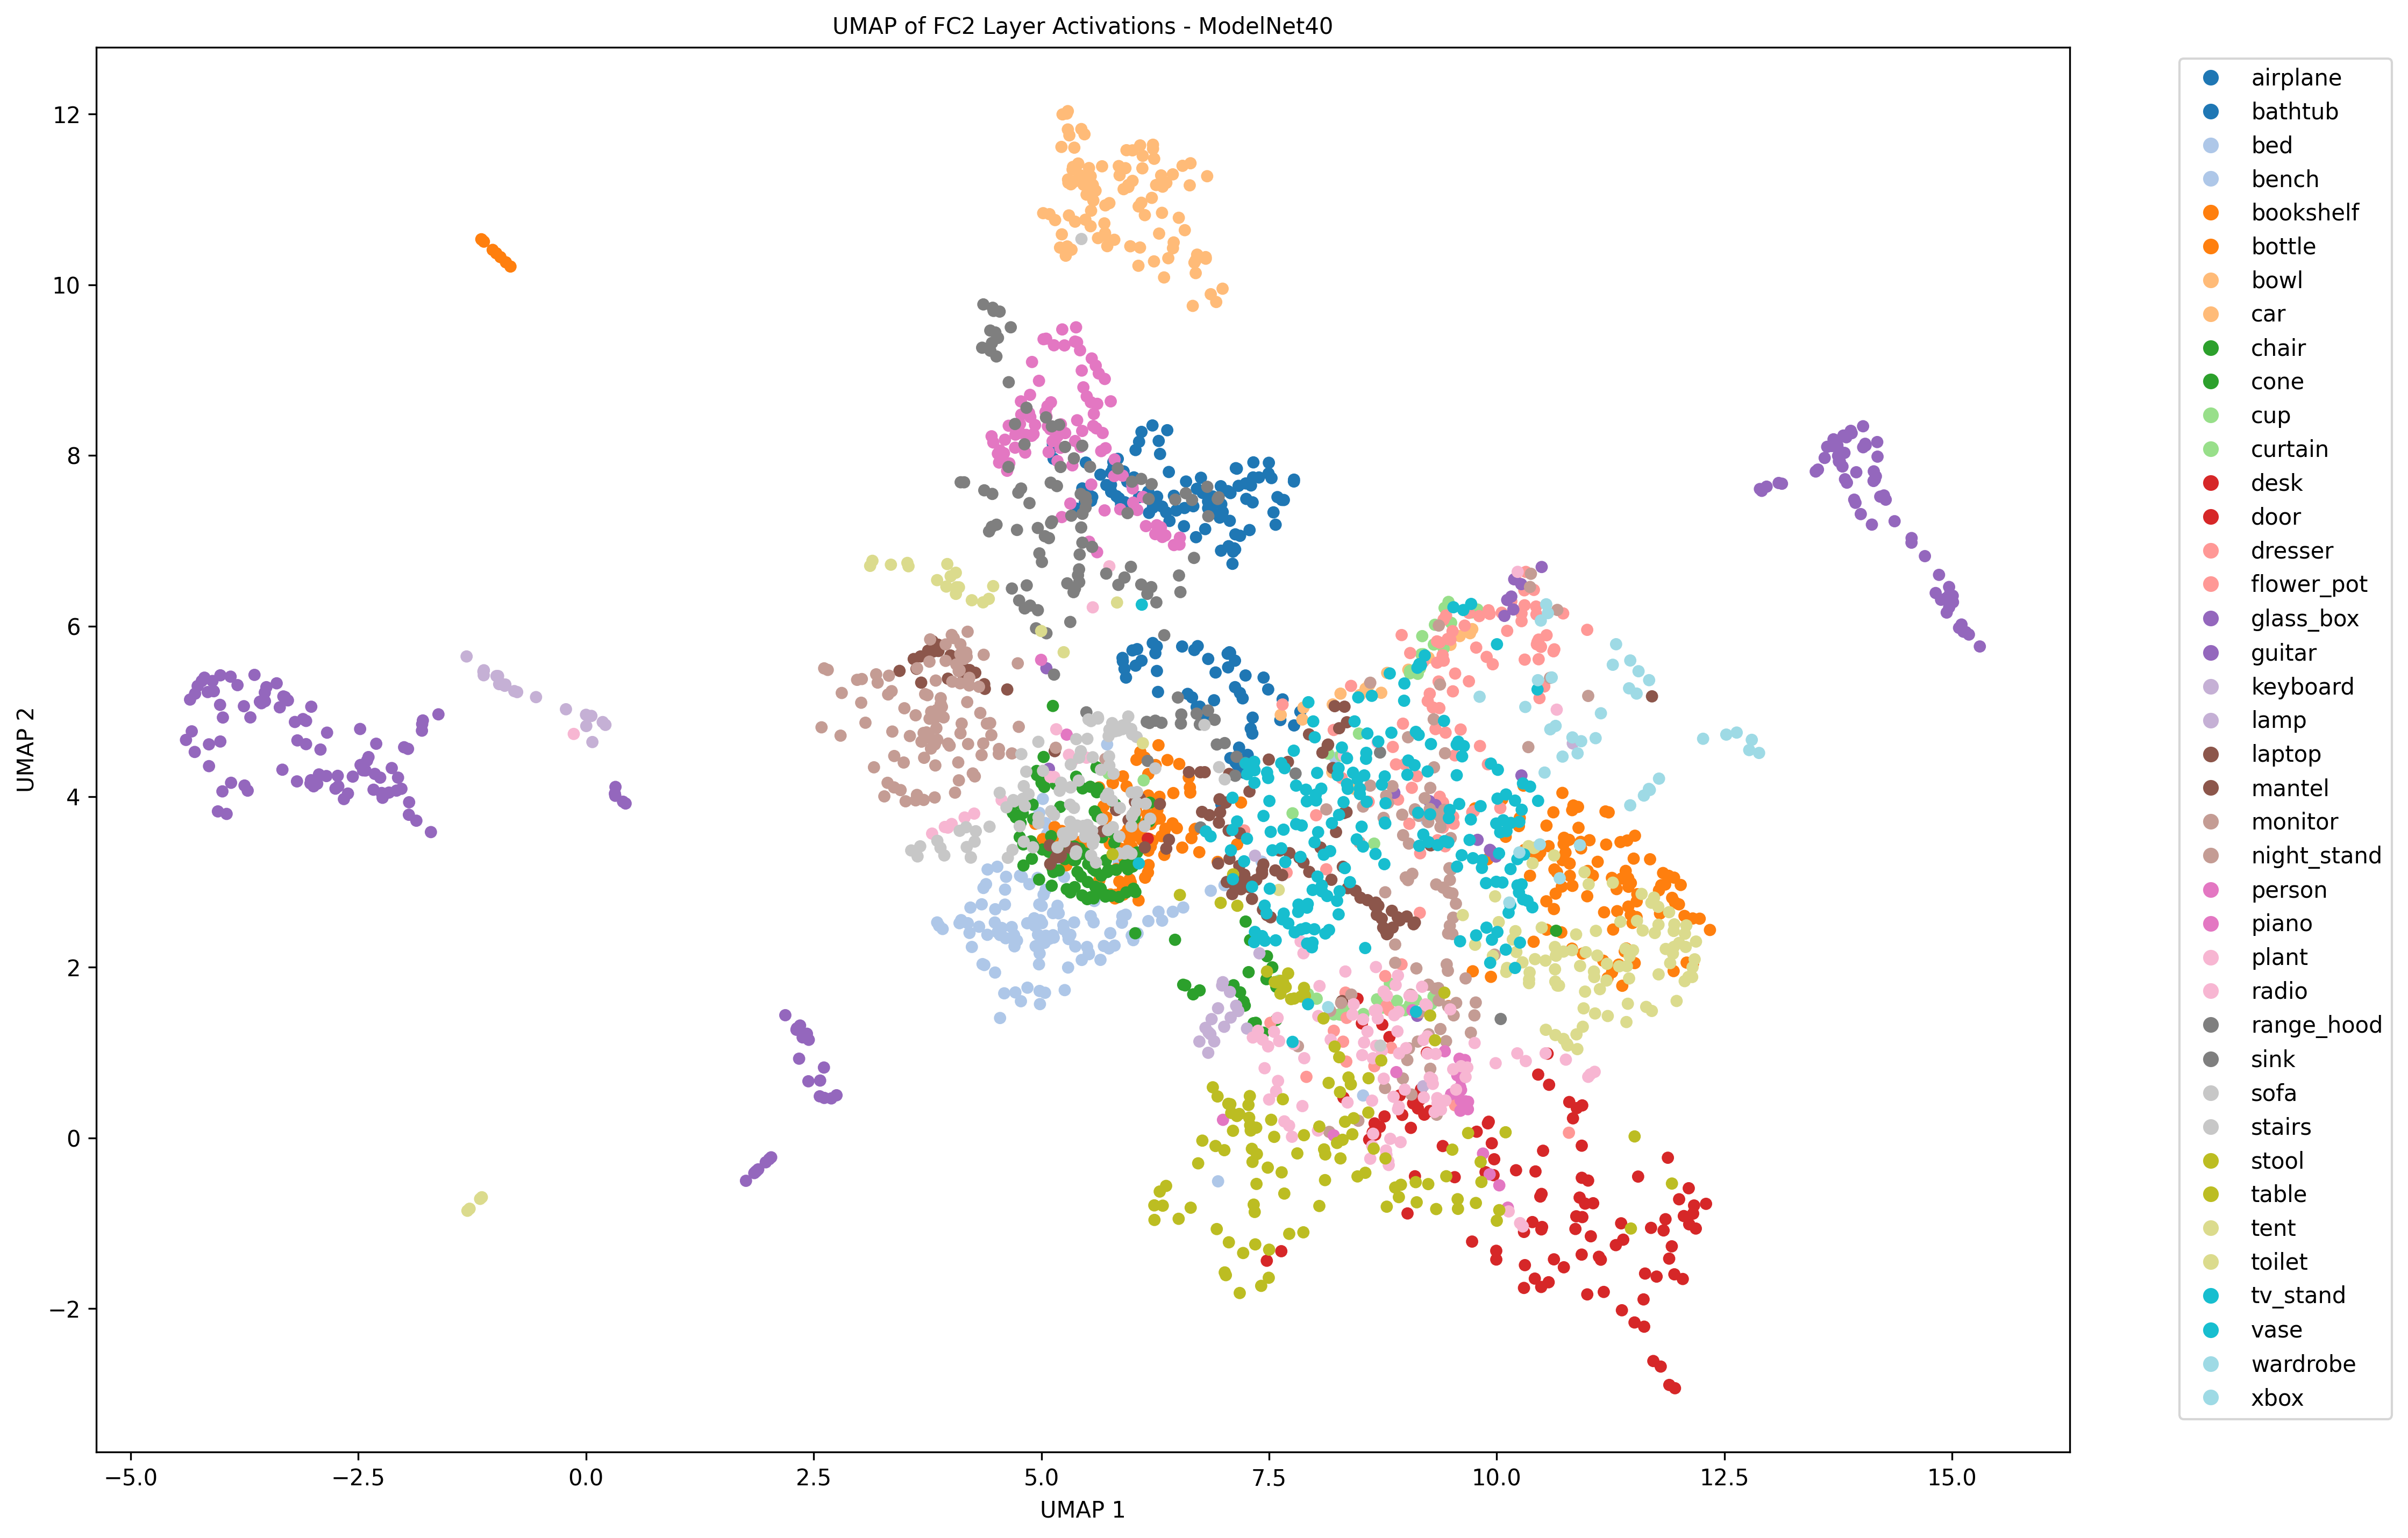 UMAP of FC2 Layer Activations - ModelNet40
12
10
8
6
4
2
0
−2
UMAP 2
−5.0
−2.5
0.0
2.5
5.0
7.5
10.0
12.5
15.0
UMAP 1
airplane
bathtub
bed
bench
bookshelf
bottle
bowl
car
chair
cone
cup
curtain
desk
door
dresser
flower_pot
glass_box
guitar
keyboard
lamp
laptop
mantel
monitor
night_stand
person
piano
plant
radio
range_hood
sink
sofa
stairs
stool
table
tent
toilet
tv_stand
vase
wardrobe
xbox